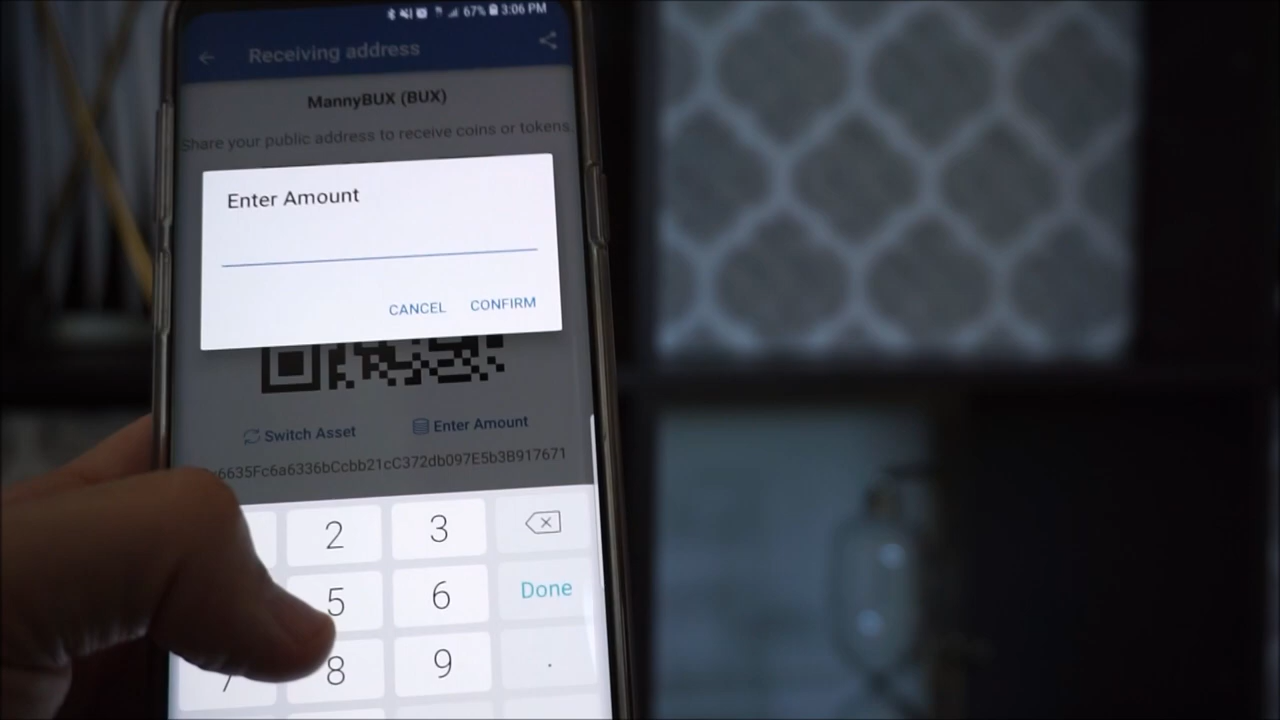 67% 3:06 PM
Receiving address
MannyBUX (BUX)
Share your public address to receive coins or tokens.
Enter Amount
CANCEL CONFIRM
Switch Asset Enter Amount
6635Fc6a6336bCcbb21cC372db097E5b3B917671
2 3
5 6 Done
7 8 9 .